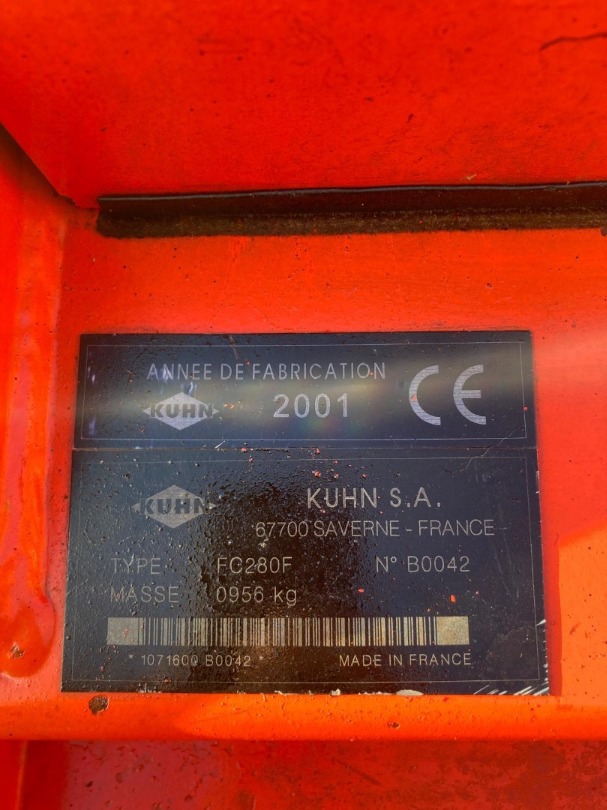 ANNEE DE FABRICATION
KUHN 2001 CE
KUHN KUHN S.A.
67700 SAVERNE - FRANCE
TYPE FC280F N° B0042
MASSE 0956 kg
* 1071600 B0042 * MADE IN FRANCE